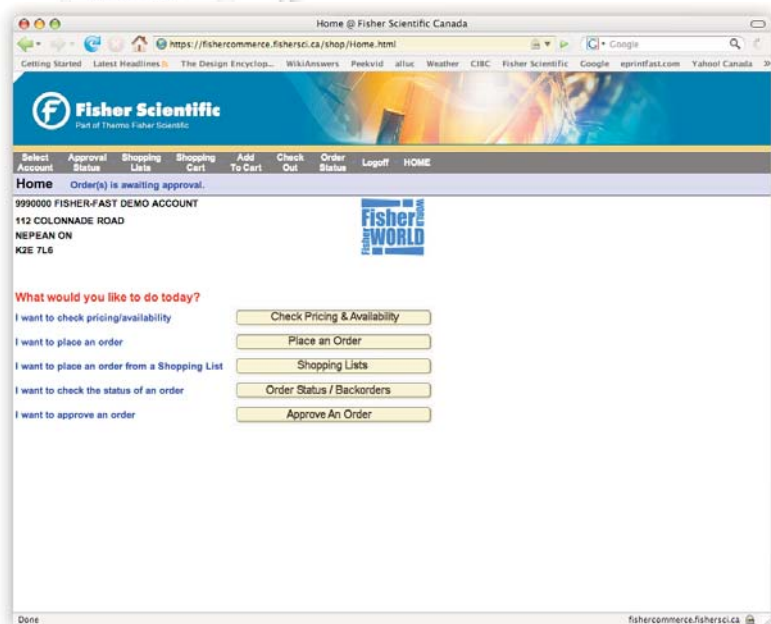 Home @ Fisher Scientific Canada
https://fishercommerce.fishersci.ca/shop/Home.html
Google
Getting Started Latest Headlines The Design Encyclop... WikiAnswers Peekvid alluc Weather CIBC Fisher Scientific Google eprintfast.com Yahoo! Canada »
Fisher Scientific
Part of Thermo Fisher Scientific
Select Account Approval Status Shopping Lists Shopping Cart Add To Cart Check Out Order Status Logoff HOME
Home Order(s) is awaiting approval.
9990000 FISHER-FAST DEMO ACCOUNT
112 COLONNADE ROAD
NEPEAN ON
K2E 7L6
Fisher WORLD
Fisher WORLD
What would you like to do today?
I want to check pricing/availability Check Pricing & Availability
I want to place an order Place an Order
I want to place an order from a Shopping List Shopping Lists
I want to check the status of an order Order Status / Backorders
I want to approve an order Approve An Order
Done fishercommerce.fishersci.ca